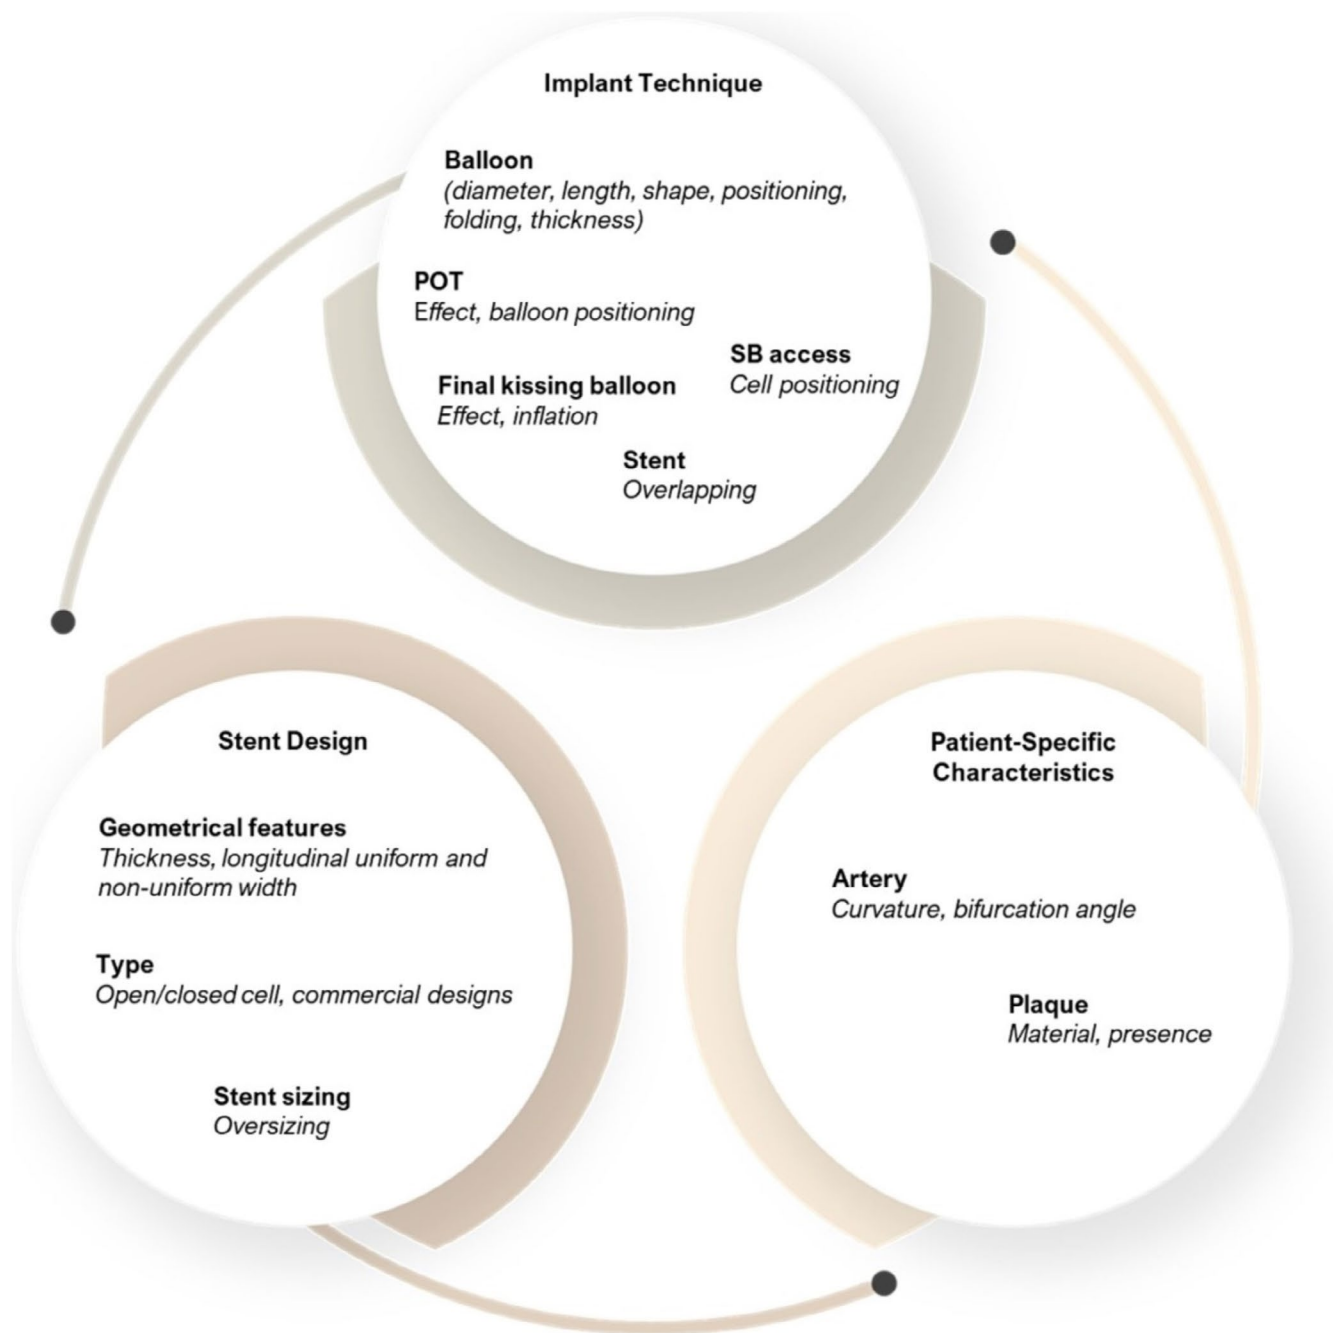 Implant Technique
Balloon
(diameter, length, shape, positioning,
folding, thickness)
POT
Effect, balloon positioning
SB access
Cell positioning
Final kissing balloon
Effect, inflation
Stent
Overlapping
Stent Design
Geometrical features
Thickness, longitudinal uniform and
non-uniform width
Type
Open/closed cell, commercial designs
Stent sizing
Oversizing
Patient-Specific
Characteristics
Artery
Curvature, bifurcation angle
Plaque
Material, presence